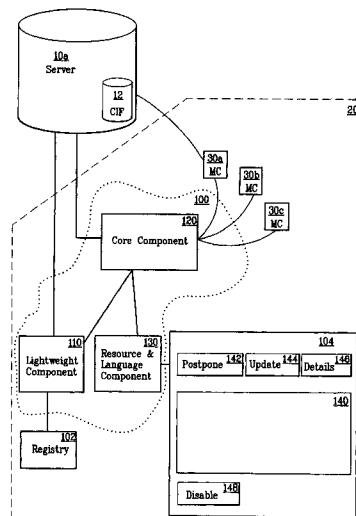 10a
Server
12
CIF
20
30a
MC
30b
MC
30c
MC
100
120
Core Component
110
Lightweight
Component
130
Resource &
Language
Component
104
Postpone 142
Update 144
Details 146
140
102
Registry
148
Disable